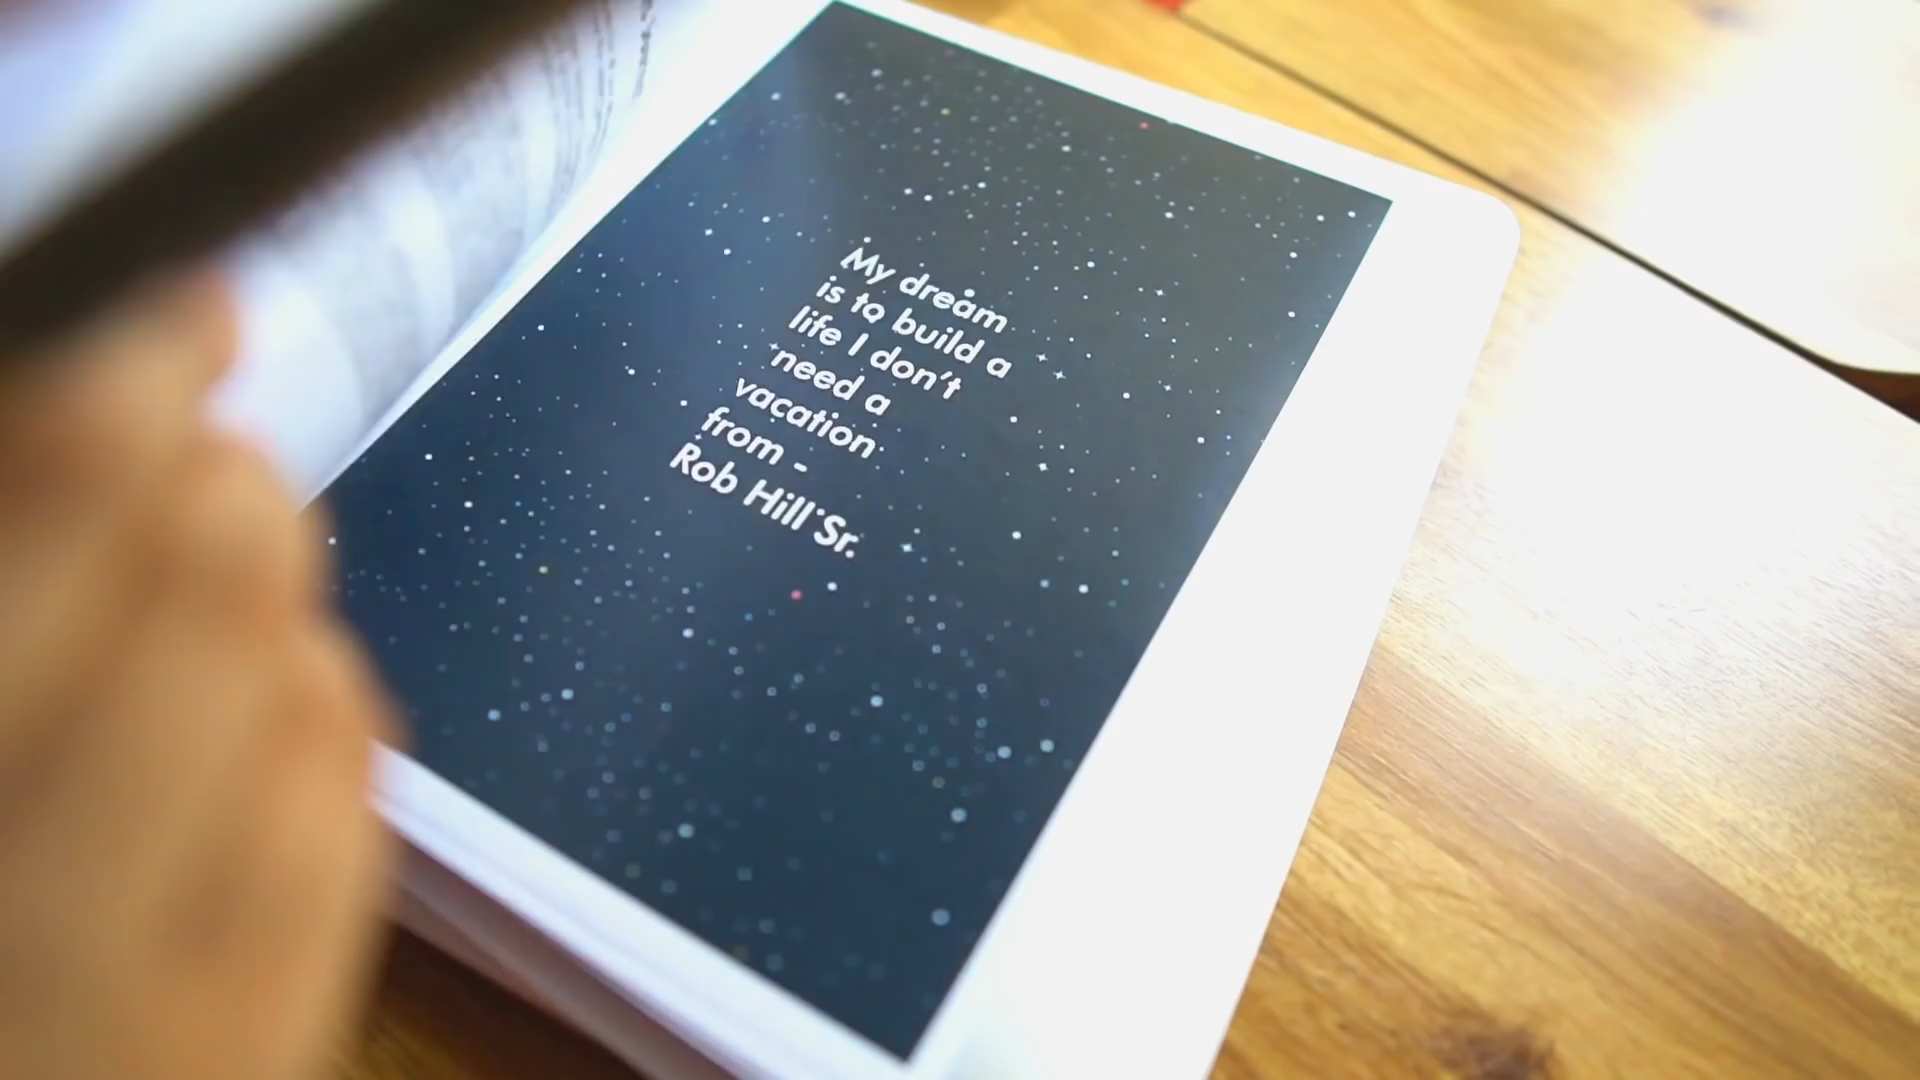 My dream
is to build a
life I don't
need a
vacation
from -
Rob Hill Sr.